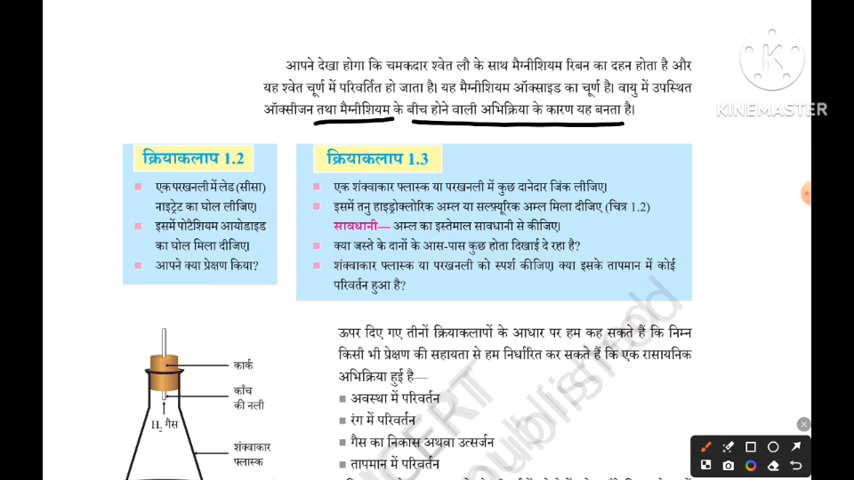 आपने देखा होगा कि चमकदार श्वेत लौ के साथ मैग्नीशियम रिबन का दहन होता है और
यह श्वेत चूर्ण में परिवर्तित हो जाता है। यह मैग्नीशियम ऑक्साइड का चूर्ण है। वायु में उपस्थित
ऑक्सीजन तथा मैग्नीशियम के बीच होने वाली अभिक्रिया के कारण यह बनता है।
K
KINEMASTER
क्रियाकलाप 1.2
एक परखनली में लेड (सीसा)
नाइट्रेट का घोल लीजिए।
इसमें पोटैशियम आयोडाइड
का घोल मिला दीजिए।
आपने क्या प्रेक्षण किया?
क्रियाकलाप 1.3
एक शंक्वाकार फ्लास्क या परखनली में कुछ दानेदार जिंक लीजिए।
इसमें तनु हाइड्रोक्लोरिक अम्ल या सल्फ़्यूरिक अम्ल मिला दीजिए (चित्र 1.2)
सावधानी— अम्ल का इस्तेमाल सावधानी से कीजिए।
क्या जस्ते के दानों के आस-पास कुछ होता दिखाई दे रहा है?
शंक्वाकार फ्लास्क या परखनली को स्पर्श कीजिए। क्या इसके तापमान में कोई
परिवर्तन हुआ है?
ऊपर दिए गए तीनों क्रियाकलापों के आधार पर हम कह सकते हैं कि निम्न
किसी भी प्रेक्षण की सहायता से हम निर्धारित कर सकते हैं कि एक रासायनिक
अभिक्रिया हुई है—
अवस्था में परिवर्तन
रंग में परिवर्तन
गैस का निकास अथवा उत्सर्जन
तापमान में परिवर्तन
कार्क
काँच
की नली
H₂ गैस
शंक्वाकार
फ्लास्क
NCERT
republished